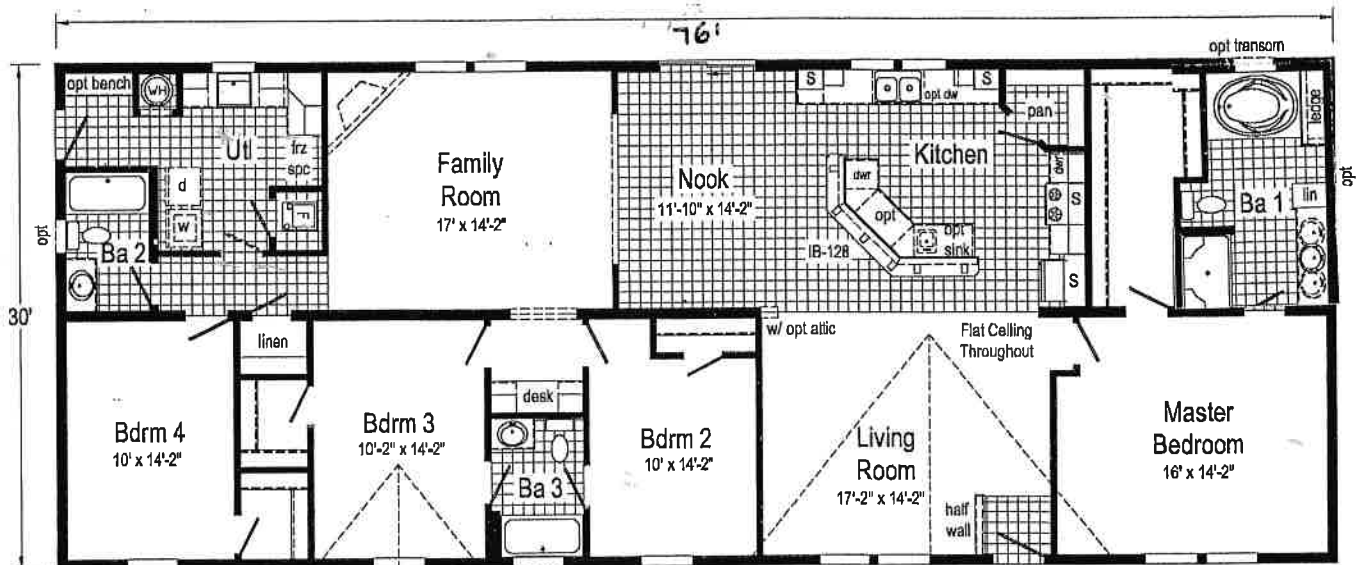 76'
opt transom
opt bench
WH
S
opt dw
S
pan
ledge
Utl
frz
spc
Family
Room
17' x 14'-2"
Nook
11'-10" x 14'-2"
Kitchen
dwr
dwr
S
opt
opt
sink
IB-128
S
d
w
F
opt
Ba 2
Ba 1
lin
opt
30'
linen
w/ opt attic
Flat Ceiling
Throughout
desk
Bdrm 4
10' x 14'-2"
Bdrm 3
10'-2" x 14'-2"
Ba 3
Bdrm 2
10' x 14'-2"
Living
Room
17'-2" x 14'-2"
half
wall
Master
Bedroom
16' x 14'-2"